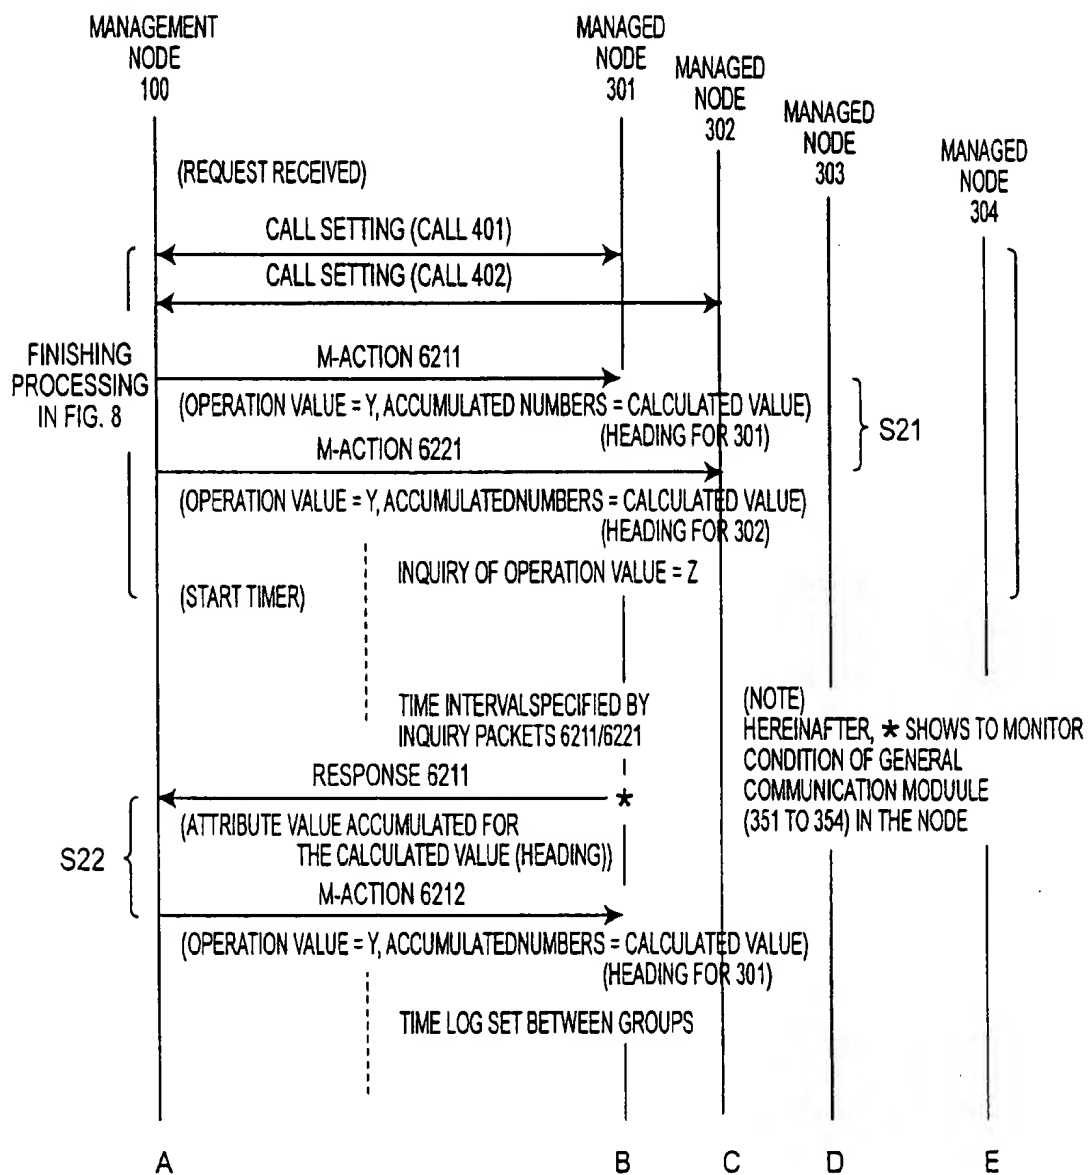 MANAGEMENT
NODE
100
MANAGED
NODE
301
MANAGED
NODE
302
MANAGED
NODE
303
MANAGED
NODE
304
(REQUEST RECEIVED)
CALL SETTING (CALL 401)
CALL SETTING (CALL 402)
FINISHING
PROCESSING
IN FIG. 8
M-ACTION 6211
(OPERATION VALUE = Y, ACCUMULATED NUMBERS = CALCULATED VALUE)
(HEADING FOR 301)
S21
M-ACTION 6221
(OPERATION VALUE = Y, ACCUMULATEDNUMBERS = CALCULATED VALUE)
(HEADING FOR 302)
INQUIRY OF OPERATION VALUE = Z
(START TIMER)
TIME INTERVALSPECIFIED BY
INQUIRY PACKETS 6211/6221
(NOTE)
HEREINAFTER, * SHOWS TO MONITOR
CONDITION OF GENERAL
COMMUNICATION MODUULE
(351 TO 354) IN THE NODE
RESPONSE 6211
*
(ATTRIBUTE VALUE ACCUMULATED FOR
THE CALCULATED VALUE (HEADING))
S22
M-ACTION 6212
(OPERATION VALUE = Y, ACCUMULATEDNUMBERS = CALCULATED VALUE)
(HEADING FOR 301)
TIME LOG SET BETWEEN GROUPS
A B C D E